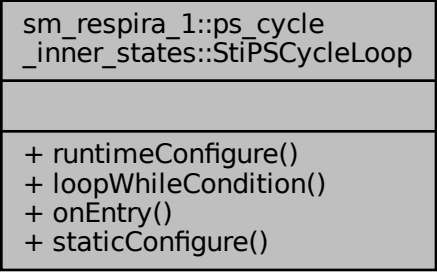 sm_respira_1::ps_cycle
_inner_states::StiPSCycleLoop
+ runtimeConfigure()
+ loopWhileCondition()
+ onEntry()
+ staticConfigure()